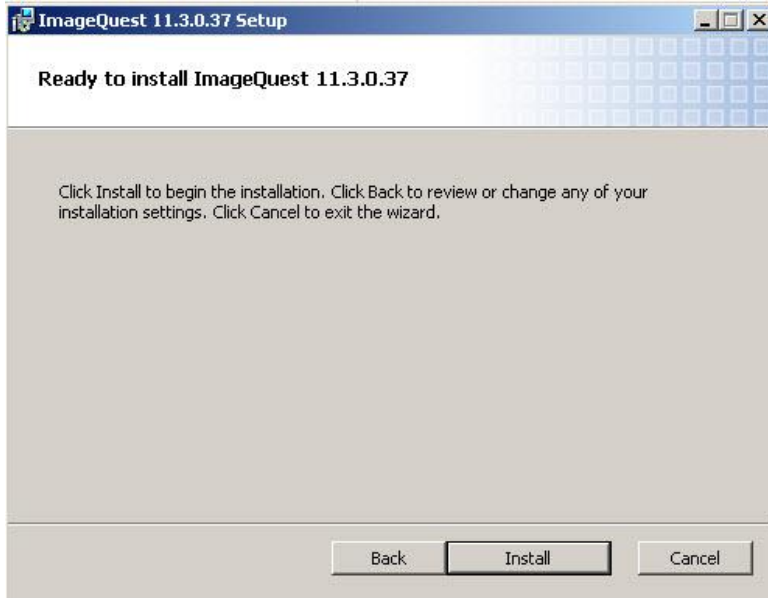 ImageQuest 11.3.0.37 Setup
Ready to install ImageQuest 11.3.0.37
Click Install to begin the installation. Click Back to review or change any of your
installation settings. Click Cancel to exit the wizard.
Back Install Cancel